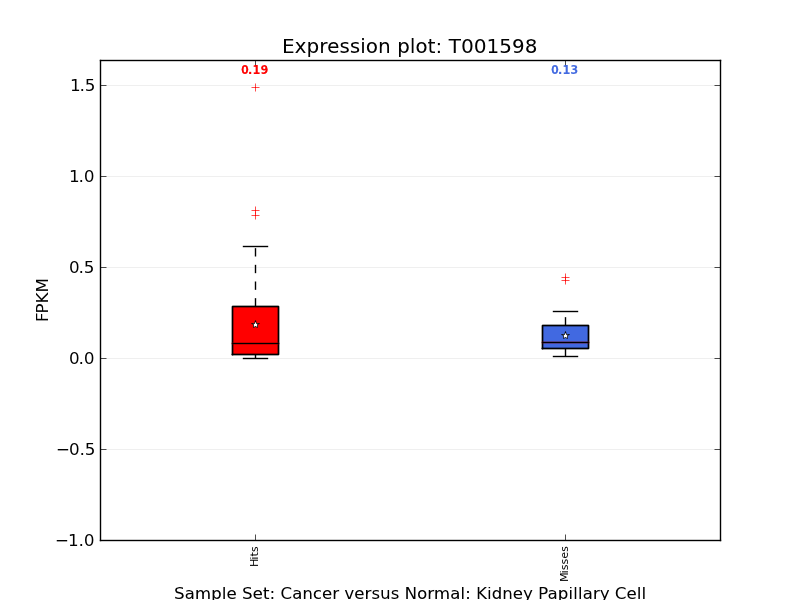 Expression plot: T001598
0.19
0.13
1.5
1.0
0.5
0.0
−0.5
−1.0
FPKM
Hits
Misses
Sample Set: Cancer versus Normal: Kidney Papillary Cell